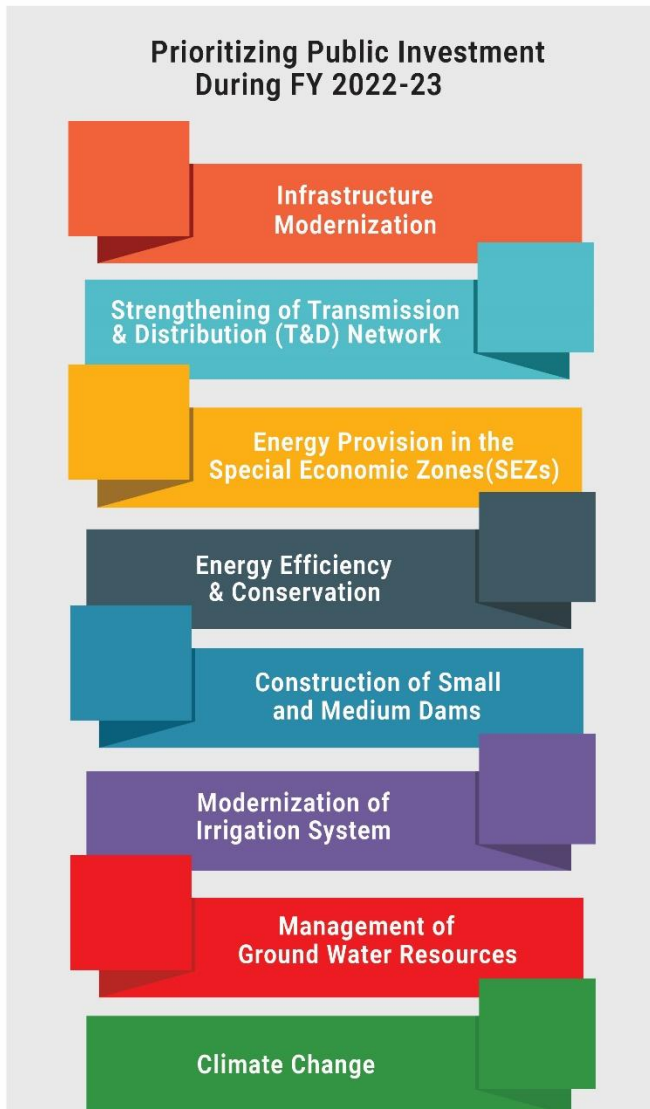 Prioritizing Public Investment
During FY 2022-23
Infrastructure
Modernization
Strengthening of Transmission
& Distribution (T&D) Network
Energy Provision in the
Special Economic Zones(SEZs)
Energy Efficiency
& Conservation
Construction of Small
and Medium Dams
Modernization of
Irrigation System
Management of
Ground Water Resources
Climate Change